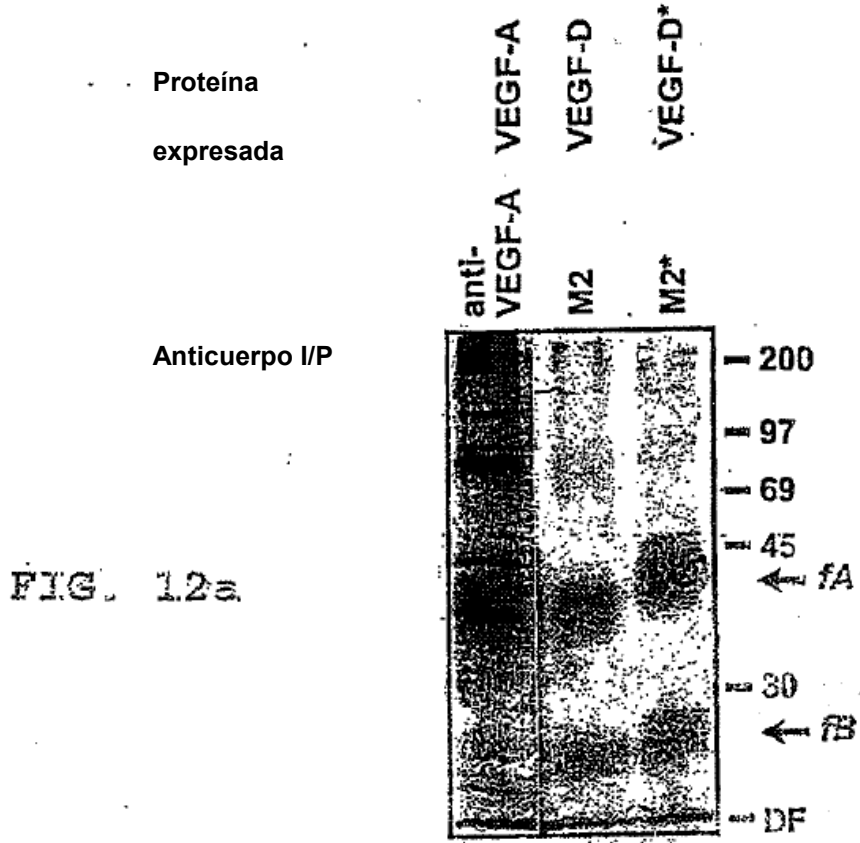 Proteína
expresada
VEGF-A
VEGF-D
VEGF-D*
anti-
VEGF-A
M2
M2*
Anticuerpo I/P
200
97
69
45
fA
FIG. 12a
30
fB
DF